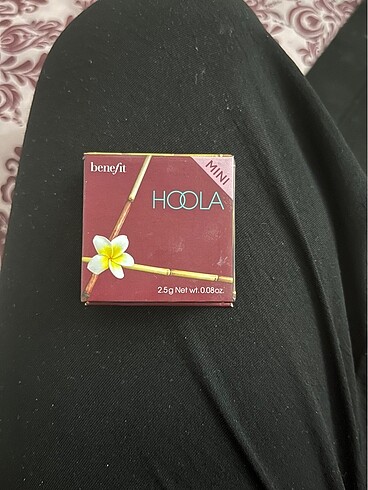 benefit
MINI
HOOLA
2.5g Net wt. 0.08oz.